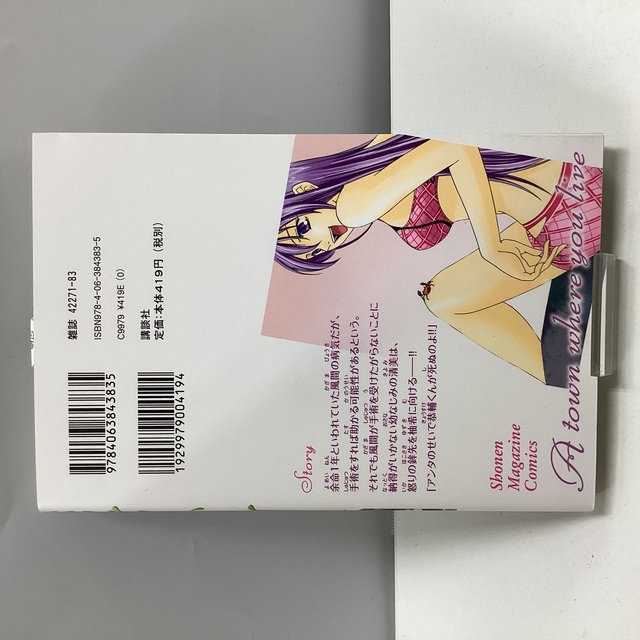 A town where you live
Shonen
Magazine
Comics
Story
余命1年といわれていた風間の病気だが、
手術をすれば助かる可能性があるという。
それでも風間が手術を受けたがらないことに
納得がいかない幼なじみの清美は、
怒りの矛先を柚希に向ける──!!
「アンタのせいで恭輔くんが死ぬのよ!!」
9784063843835
1929979004194
雑誌 42271-83
ISBN978-4-06-384383-5
C9979 ¥419E (0)
講談社
定価:本体419円(税別)